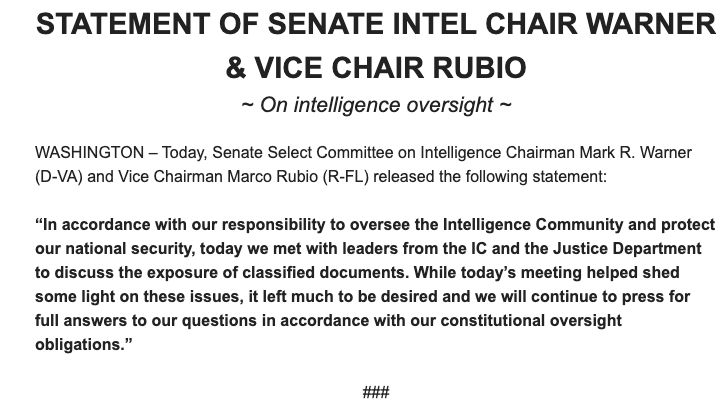 STATEMENT OF SENATE INTEL CHAIR WARNER
& VICE CHAIR RUBIO
~ On intelligence oversight ~
WASHINGTON – Today, Senate Select Committee on Intelligence Chairman Mark R. Warner
(D-VA) and Vice Chairman Marco Rubio (R-FL) released the following statement:
“In accordance with our responsibility to oversee the Intelligence Community and protect
our national security, today we met with leaders from the IC and the Justice Department
to discuss the exposure of classified documents. While today’s meeting helped shed
some light on these issues, it left much to be desired and we will continue to press for
full answers to our questions in accordance with our constitutional oversight
obligations.”
###